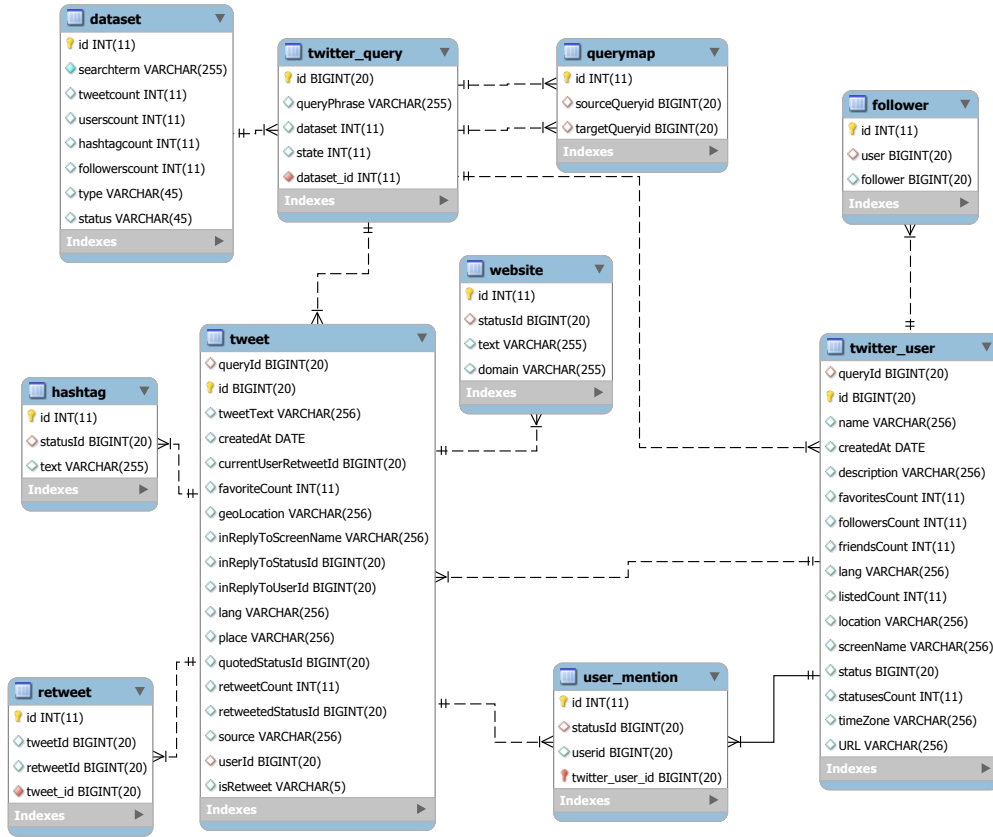 dataset
id INT(11)
searchterm VARCHAR(255)
tweetcount INT(11)
userscount INT(11)
hashtagcount INT(11)
followerscount INT(11)
type VARCHAR(45)
status VARCHAR(45)
Indexes
twitter_query
id BIGINT(20)
queryPhrase VARCHAR(255)
dataset INT(11)
state INT(11)
dataset_id INT(11)
Indexes
querymap
id INT(11)
sourceQueryid BIGINT(20)
targetQueryid BIGINT(20)
Indexes
follower
id INT(11)
user BIGINT(20)
follower BIGINT(20)
Indexes
website
id INT(11)
statusId BIGINT(20)
text VARCHAR(255)
domain VARCHAR(255)
Indexes
hashtag
id INT(11)
statusId BIGINT(20)
text VARCHAR(255)
Indexes
tweet
queryId BIGINT(20)
id BIGINT(20)
tweetText VARCHAR(256)
createdAt DATE
currentUserRetweetId BIGINT(20)
favoriteCount INT(11)
geoLocation VARCHAR(256)
inReplyToScreenName VARCHAR(256)
inReplyToStatusId BIGINT(20)
inReplyToUserId BIGINT(20)
lang VARCHAR(256)
place VARCHAR(256)
quotedStatusId BIGINT(20)
retweetCount INT(11)
retweetedStatusId BIGINT(20)
source VARCHAR(256)
userId BIGINT(20)
isRetweet VARCHAR(5)
Indexes
twitter_user
queryId BIGINT(20)
id BIGINT(20)
name VARCHAR(256)
createdAt DATE
description VARCHAR(256)
favoritesCount INT(11)
followersCount INT(11)
friendsCount INT(11)
lang VARCHAR(256)
listedCount INT(11)
location VARCHAR(256)
screenName VARCHAR(256)
status BIGINT(20)
statusesCount INT(11)
timeZone VARCHAR(256)
URL VARCHAR(256)
Indexes
retweet
id INT(11)
tweetId BIGINT(20)
retweetId BIGINT(20)
tweet_id BIGINT(20)
Indexes
user_mention
id INT(11)
statusId BIGINT(20)
userid BIGINT(20)
twitter_user_id BIGINT(20)
Indexes